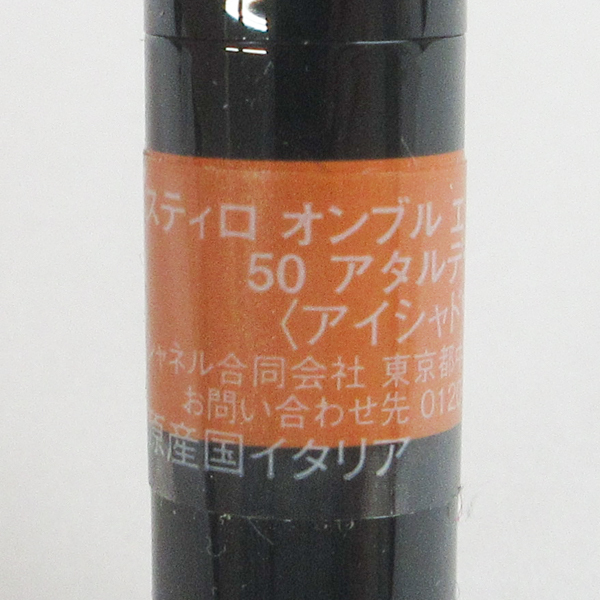 スティロ オンブル エ
50 アタルデ
〈アイシャド
シャネル合同会社 東京都中
お問い合わせ先 0120
原産国イタリア